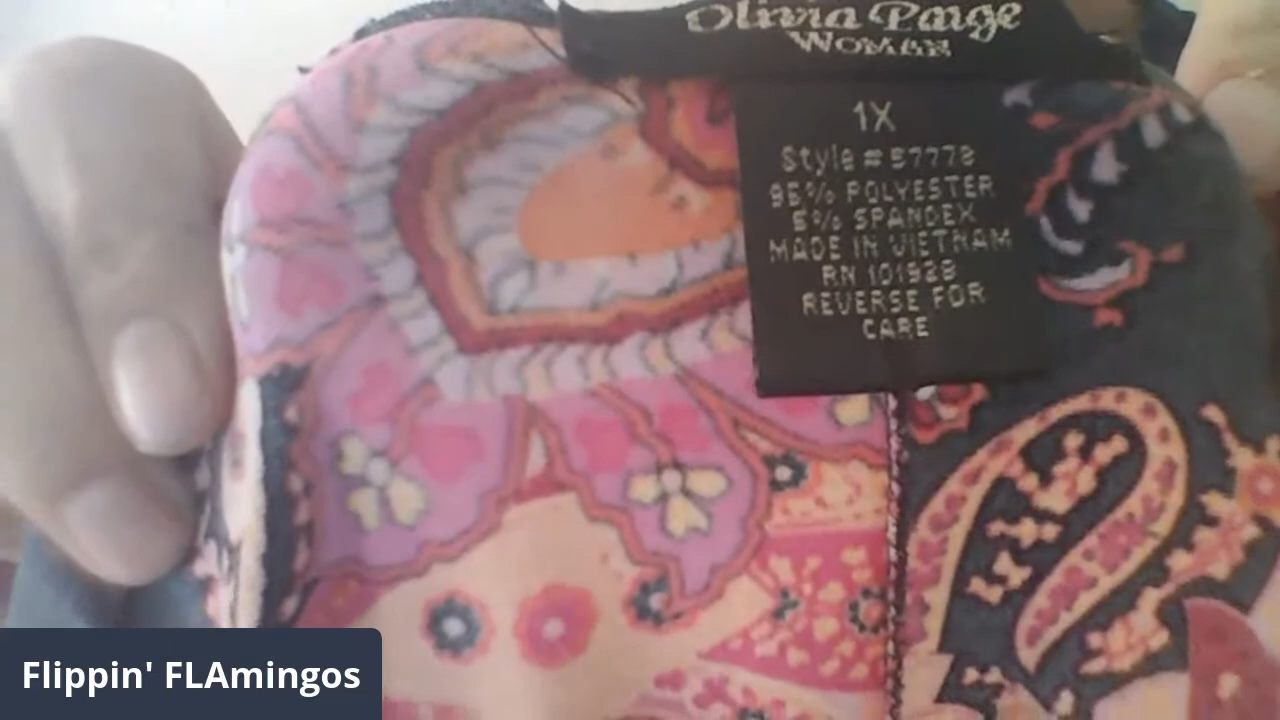 Olivia Paige
WOMAN
1X
Style # 57778
95% POLYESTER
5% SPANDEX
MADE IN VIETNAM
RN 101928
REVERSE FOR
CARE
Flippin' FLAmingos